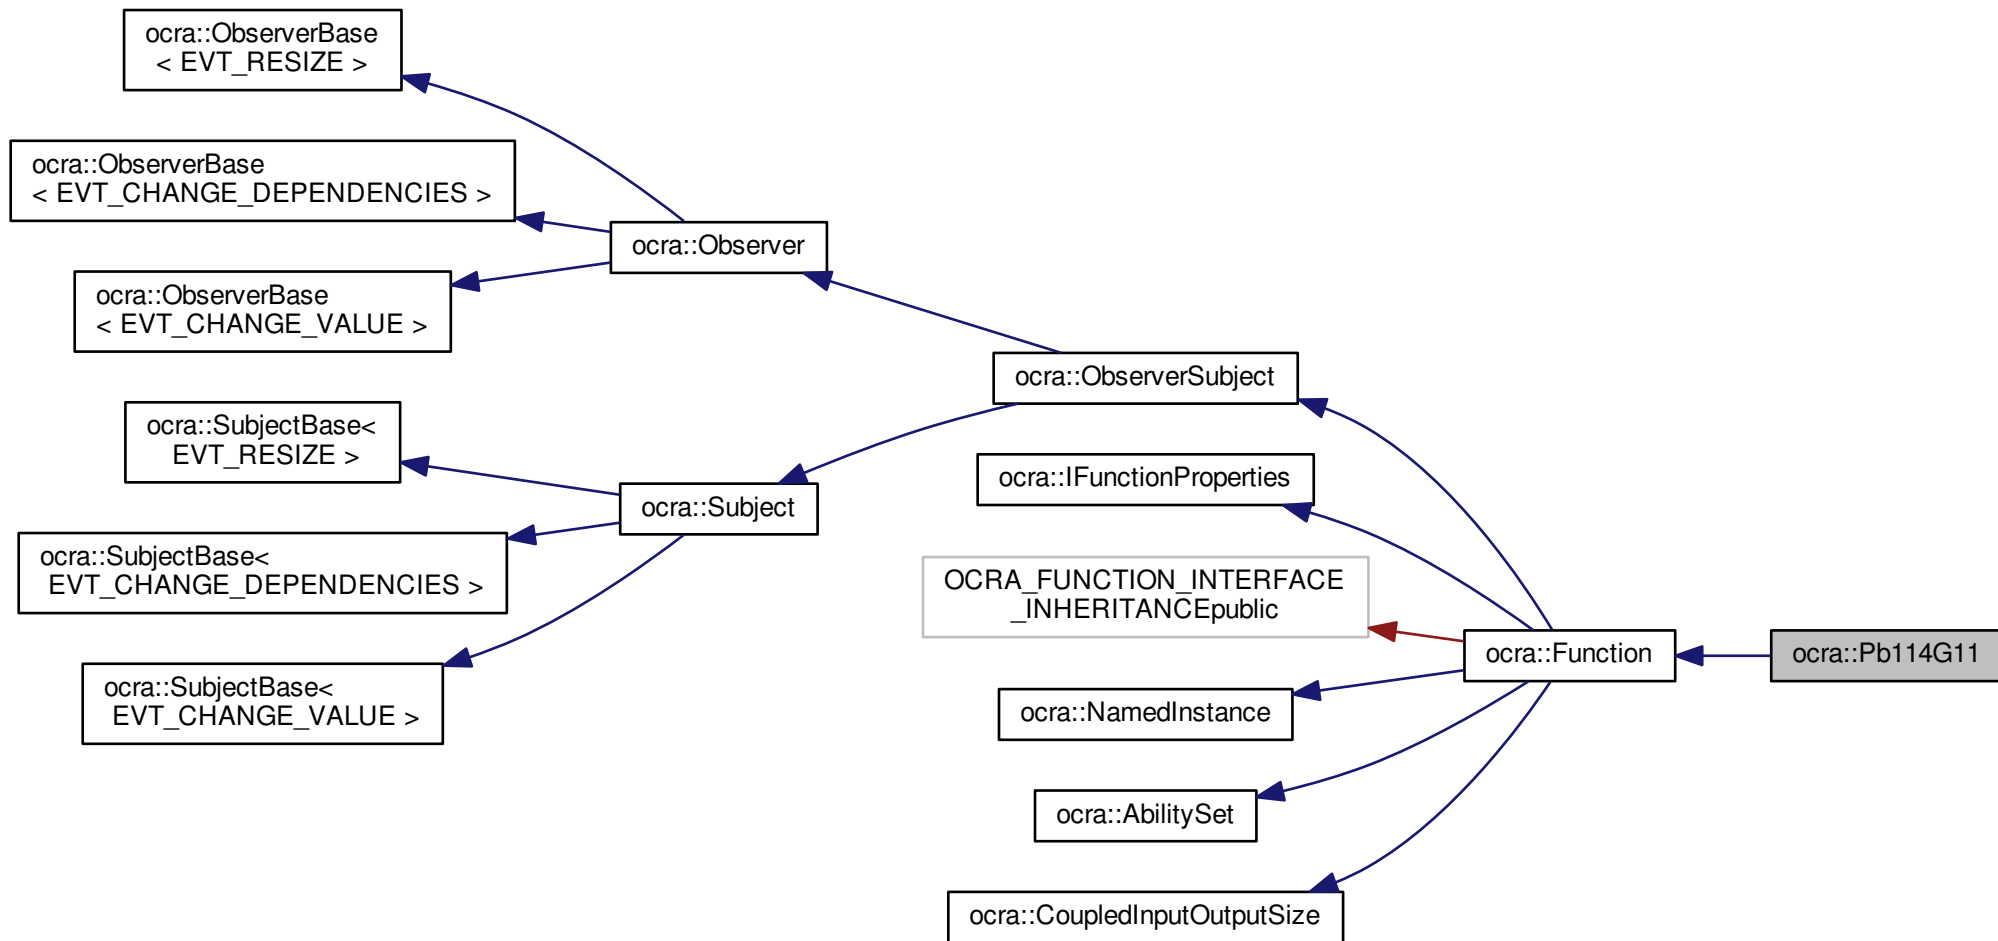 ocra::ObserverBase
< EVT_RESIZE >
ocra::ObserverBase
< EVT_CHANGE_DEPENDENCIES >
ocra::Observer
ocra::ObserverBase
< EVT_CHANGE_VALUE >
ocra::ObserverSubject
ocra::SubjectBase<
EVT_RESIZE >
ocra::IFunctionProperties
ocra::Subject
ocra::SubjectBase<
EVT_CHANGE_DEPENDENCIES >
OCRA_FUNCTION_INTERFACE
_INHERITANCEpublic
ocra::Function
ocra::Pb114G11
ocra::SubjectBase<
EVT_CHANGE_VALUE >
ocra::NamedInstance
ocra::AbilitySet
ocra::CoupledInputOutputSize